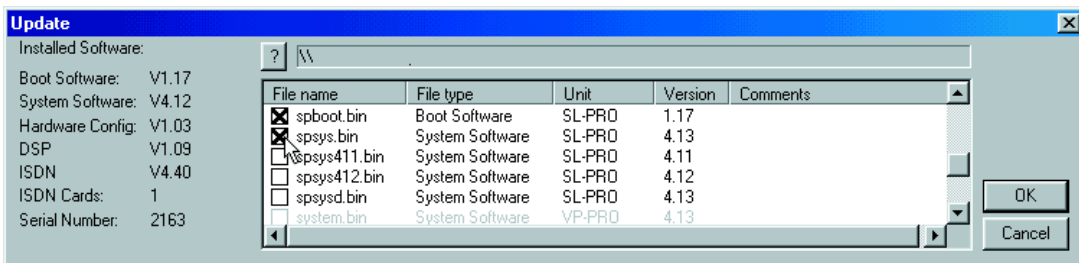 Update
Installed Software:
Boot Software: V1.17
System Software: V4.12
Hardware Config: V1.03
DSP V1.09
ISDN V4.40
ISDN Cards: 1
Serial Number: 2163
? \\ .
File name File type Unit Version Comments
spboot.bin Boot Software SL-PRO 1.17
spsys.bin System Software SL-PRO 4.13
spsys411.bin System Software SL-PRO 4.11
spsys412.bin System Software SL-PRO 4.12
spsysd.bin System Software SL-PRO 4.13
system.bin System Software VP-PRO 4.13
OK
Cancel